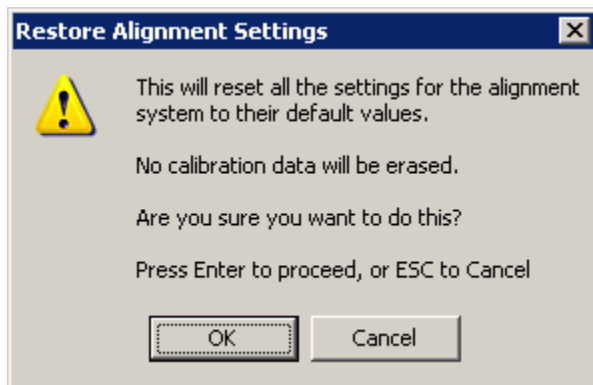 Restore Alignment Settings
This will reset all the settings for the alignment
system to their default values.
No calibration data will be erased.
Are you sure you want to do this?
Press Enter to proceed, or ESC to Cancel
OK
Cancel